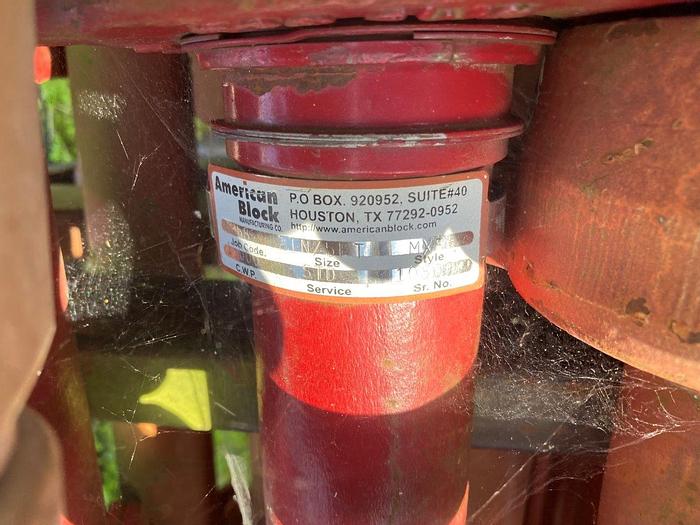 American Block
MANUFACTURING CO.
P.O BOX. 920952, SUITE#40
HOUSTON, TX 77292-0952
http://www.americanblock.com
Job Code. Size Style
C.W.P Service Sr. No.